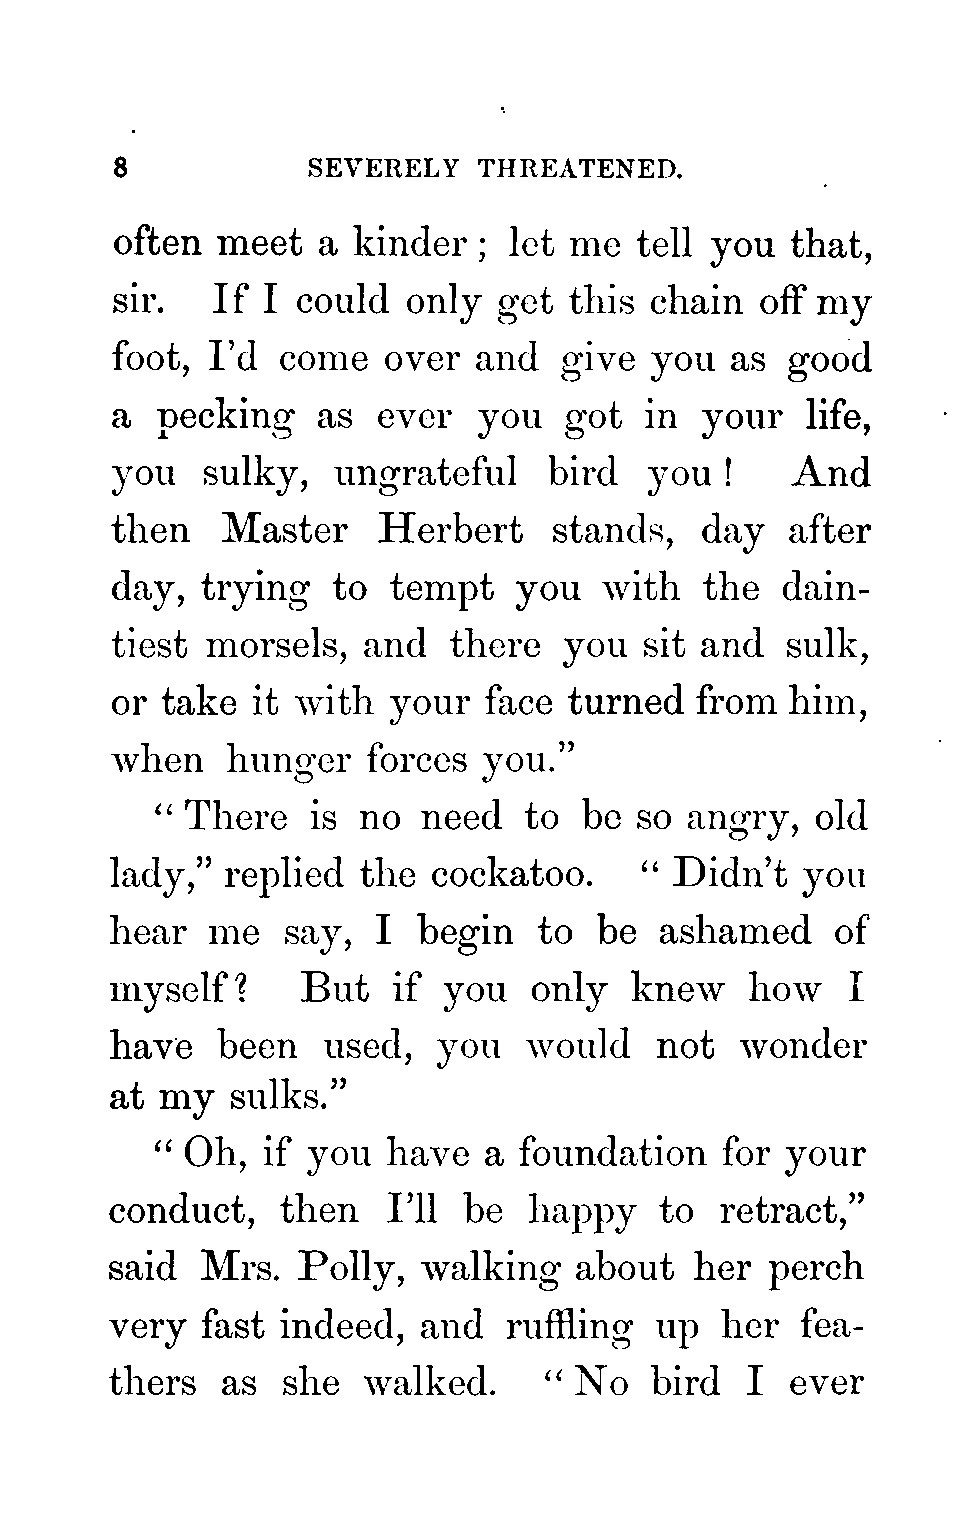 8 SEVERELY THREATENED.
often meet a kinder ; let me tell you that,
sir. If I could only get this chain off my
foot, I'd come over and give you as good
a pecking as ever you got in your life,
you sulky, ungrateful bird you ! And
then Master Herbert stands, day after
day, trying to tempt you with the dain-
tiest morsels, and there you sit and sulk,
or take it with your face turned from him,
when hunger forces you."
" There is no need to be so angry, old
lady," replied the cockatoo. " Didn't you
hear me say, I begin to be ashamed of
myself? But if you only knew how I
have been used, you would not wonder
at my sulks."
" Oh, if you have a foundation for your
conduct, then I'll be happy to retract,"
said Mrs. Polly, walking about her perch
very fast indeed, and ruffling up her fea-
thers as she walked. " No bird I ever